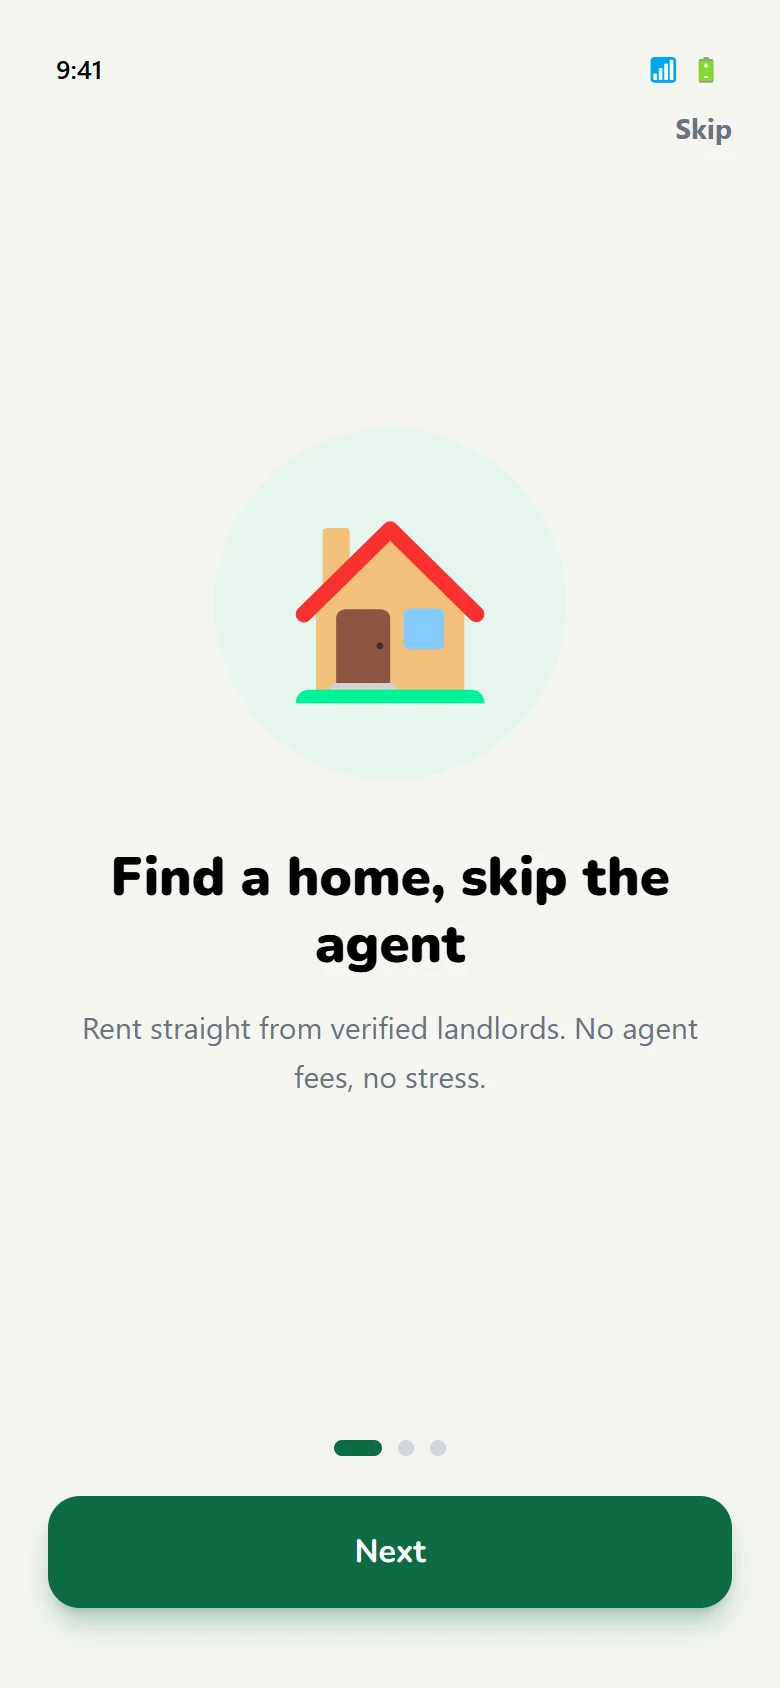 9:41
Skip
Find a home, skip the
agent
Rent straight from verified landlords. No agent
fees, no stress.
Next